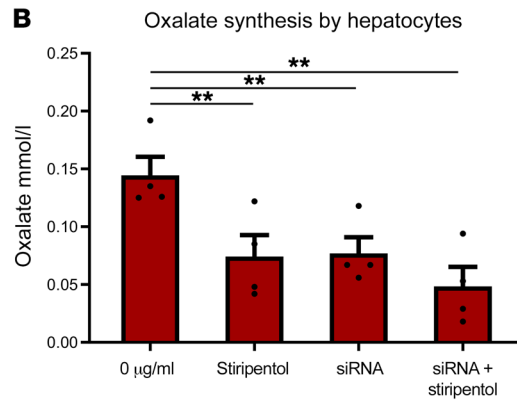 B
Oxalate synthesis by hepatocytes
Oxalate mmol/l
0.25
0.20
0.15
0.10
0.05
0.00
**
**
**
0 μg/ml
Stiripentol
siRNA
siRNA +
stiripentol